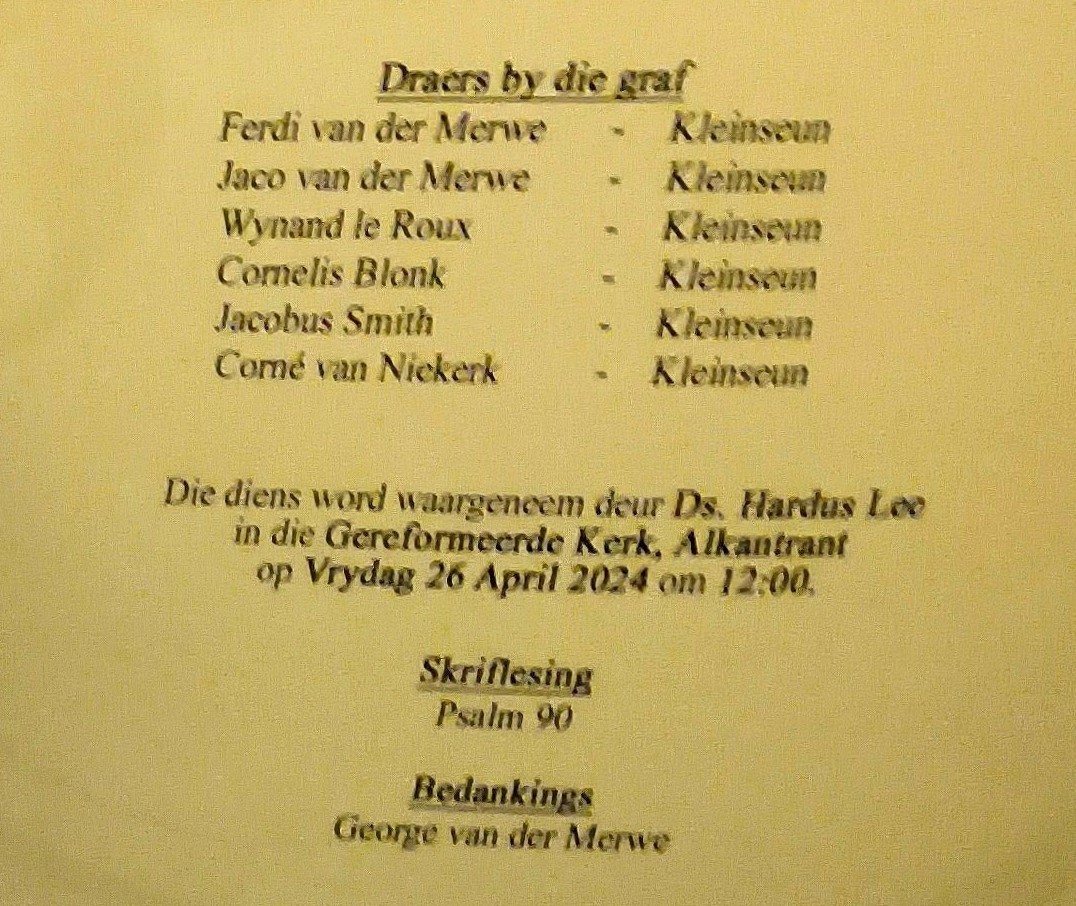 Draers by die graf
Ferdi van der Merwe - Kleinseun
Jaco van der Merwe - Kleinseun
Wynand le Roux - Kleinseun
Cornelis Blonk - Kleinseun
Jacobus Smith - Kleinseun
Corné van Niekerk - Kleinseun
Die diens word waargeneem deur Ds. Hardus Lee
in die Gereformeerde Kerk, Alkantrant
op Vrydag 26 April 2024 om 12:00.
Skriflesing
Psalm 90
Bedankings
George van der Merwe